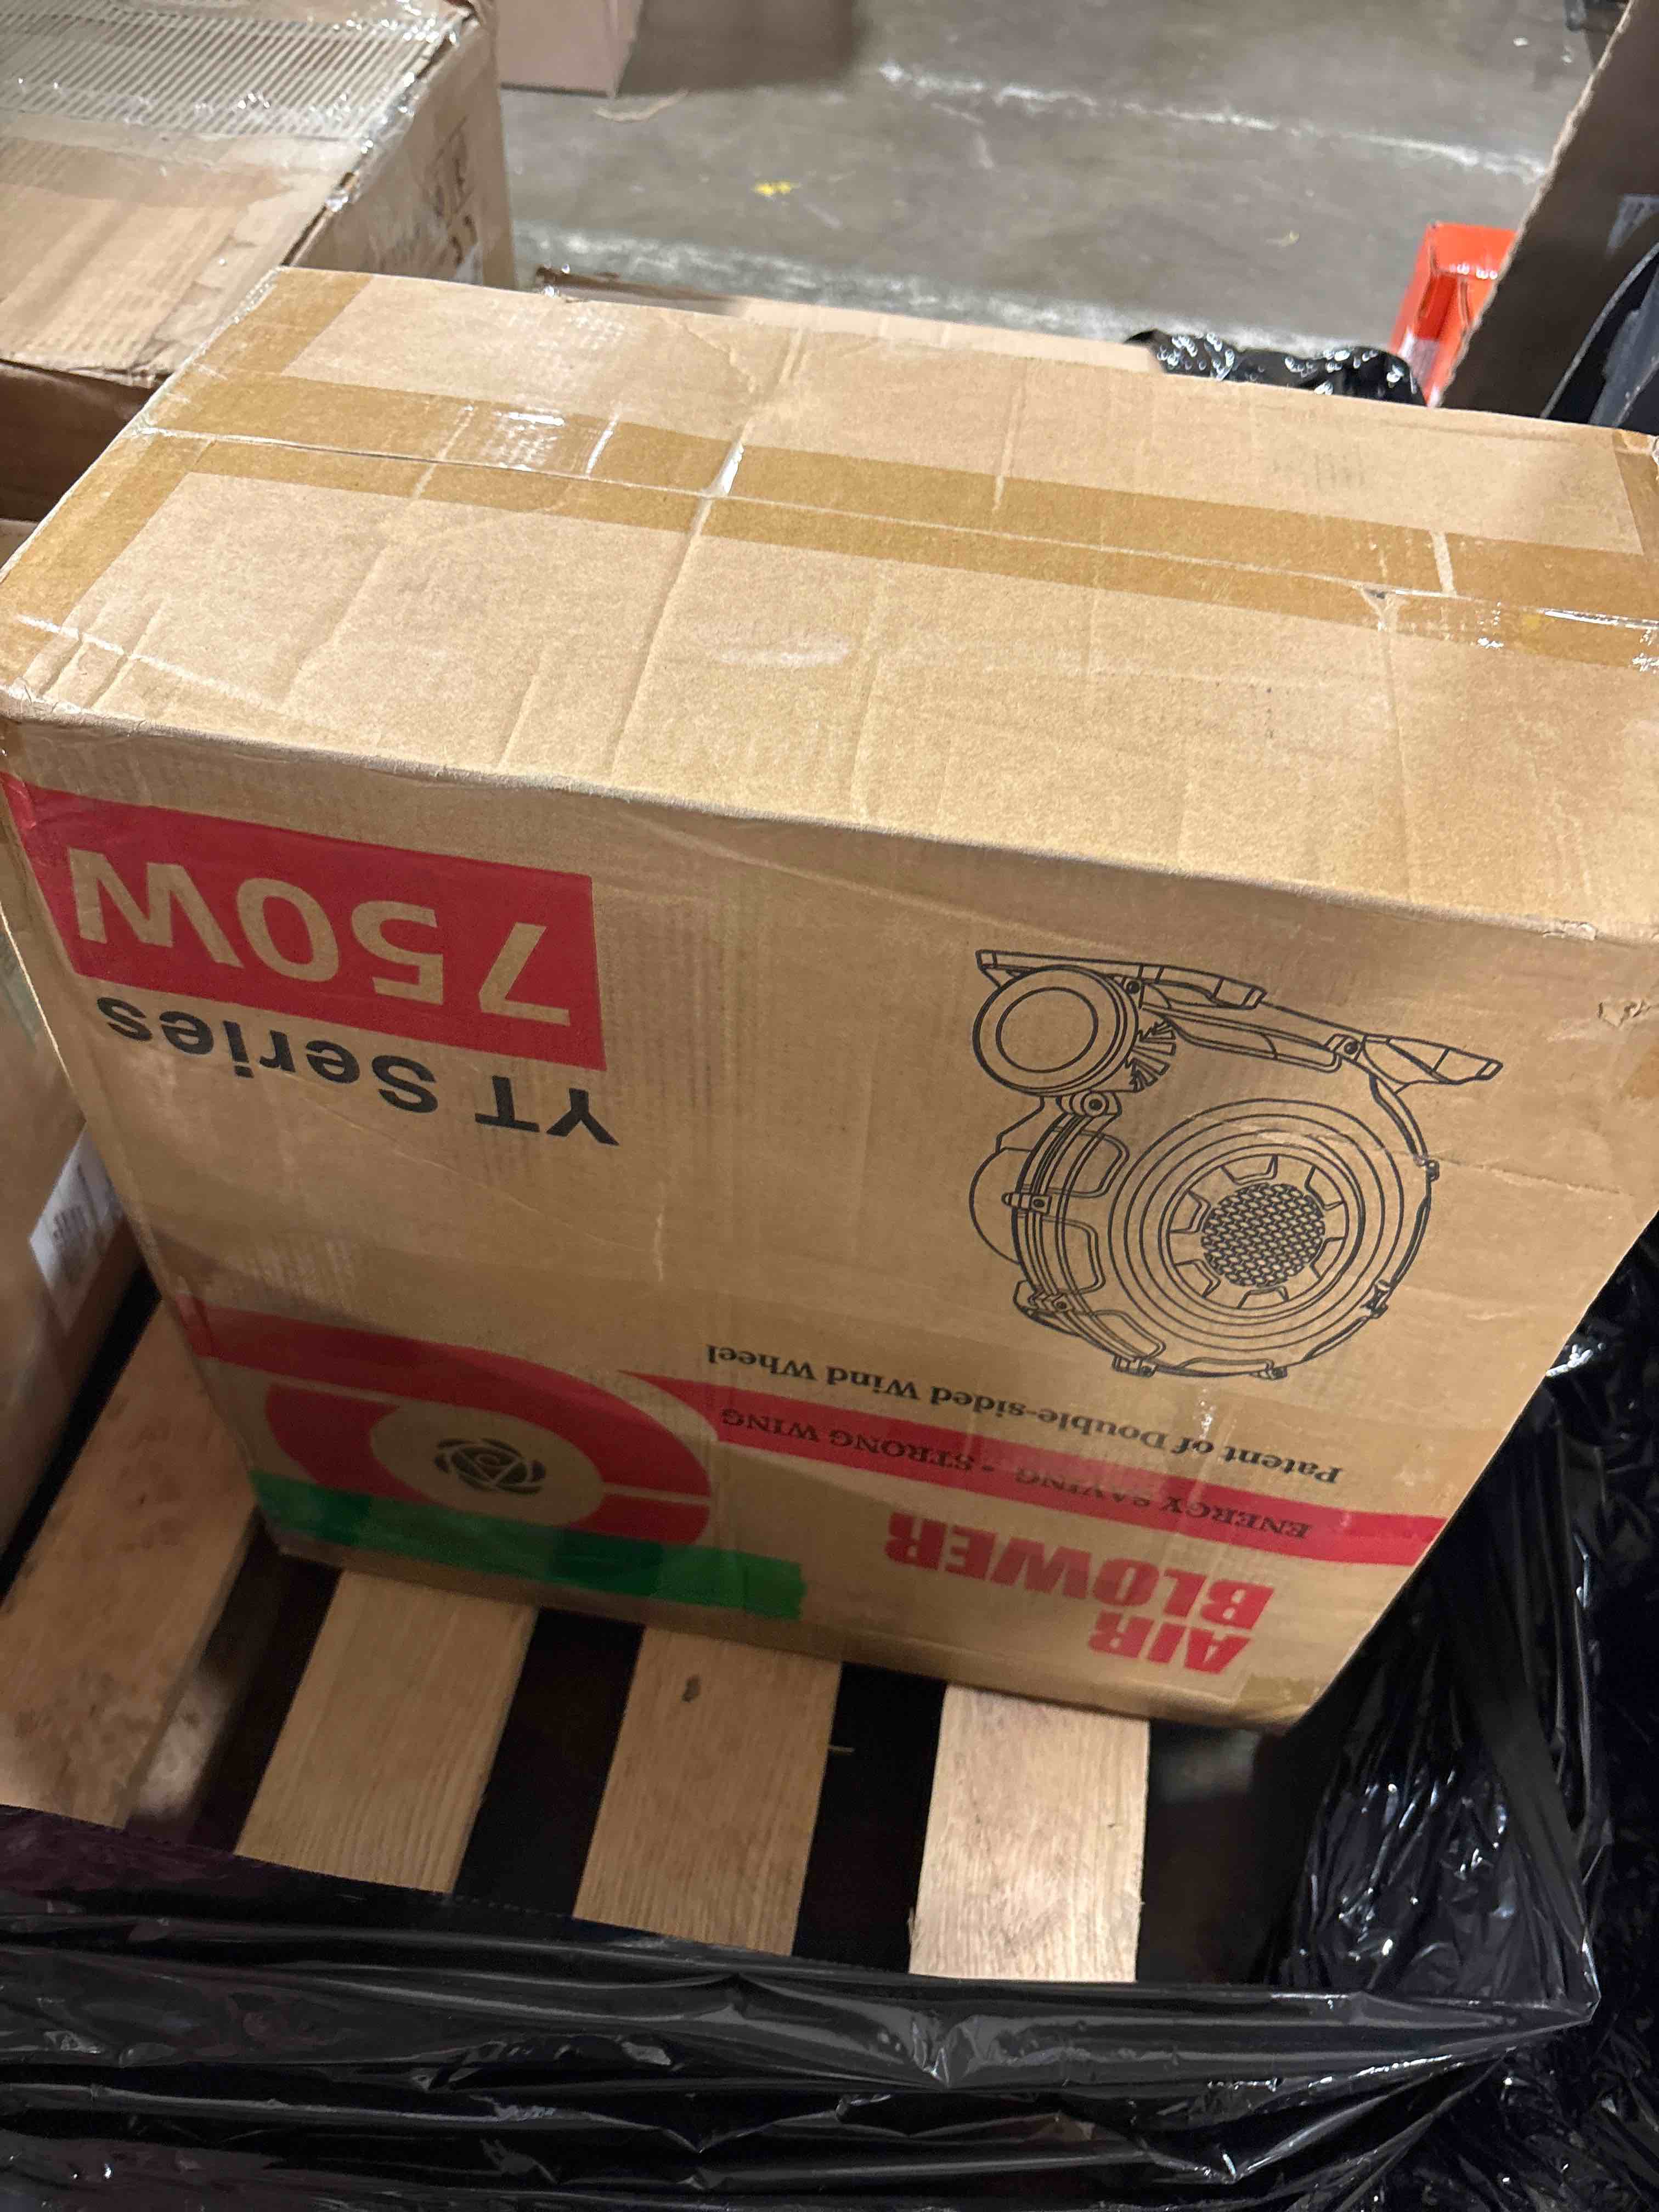 AIR
BLOWER
ENERGY SAVING • STRONG WING
Patent of Double-sided Wind Wheel
YT Series
750W